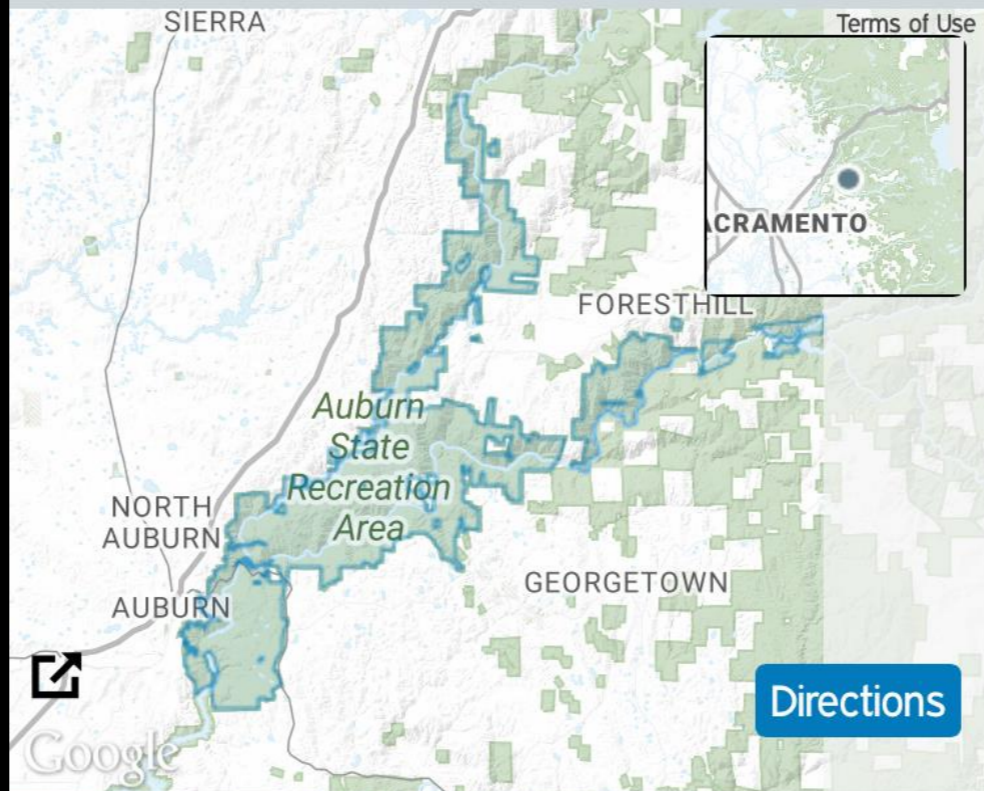 SIERRA
Terms of Use
ACRAMENTO
FORESTHILL
Auburn
State
Recreation
Area
NORTH
AUBURN
GEORGETOWN
AUBURN
Directions
Google